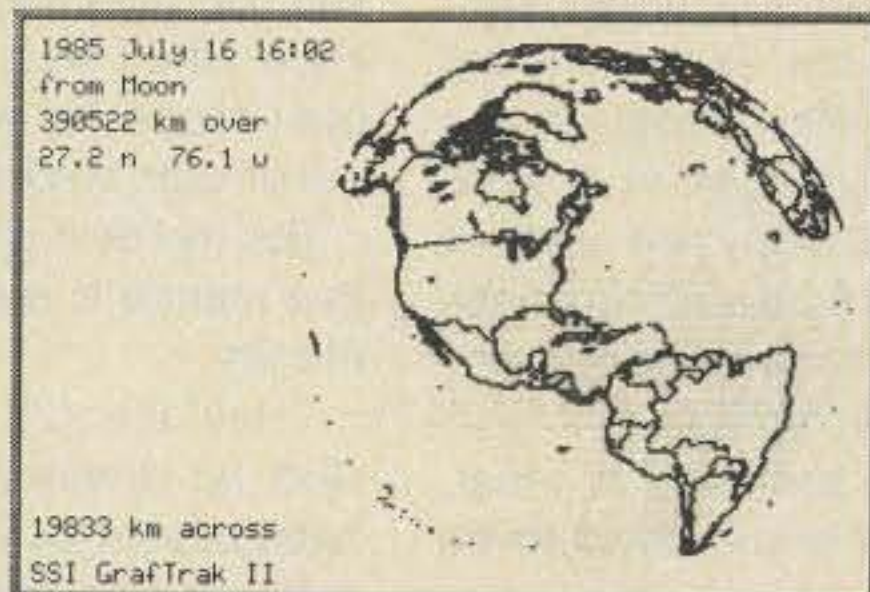 1985 July 16 16:02
from Moon
390522 km over
27.2 n 76.1 w
19833 km across
SSI GrafTrak II